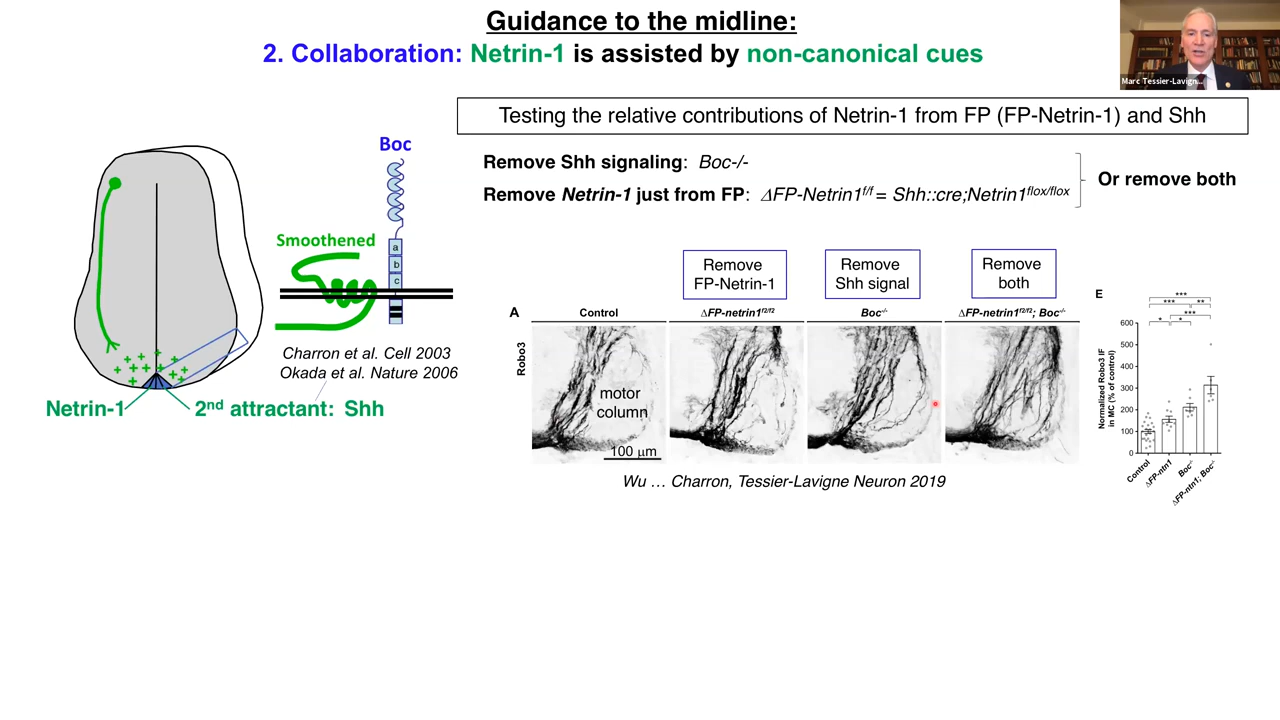 Guidance to the midline:
2. Collaboration: Netrin-1 is assisted by non-canonical cues
Marc Tessier-Lavign...
Testing the relative contributions of Netrin-1 from FP (FP-Netrin-1) and Shh
Remove Shh signaling: Boc-/-
Remove Netrin-1 just from FP: ΔFP-Netrin1f/f = Shh::cre;Netrin1flox/flox
Or remove both
Boc
Smoothened
a
b
c
Charron et al. Cell 2003
Okada et al. Nature 2006
Netrin-1
2nd attractant: Shh
Remove
FP-Netrin-1
Remove
Shh signal
Remove
both
A
Control
ΔFP-netrin1f2/f2
Boc-/-
ΔFP-netrin1f2/f2; Boc-/-
Robo3
motor
column
100 μm
Wu … Charron, Tessier-Lavigne Neuron 2019
E
***
*** **
***
* *
Normalized Robo3 IF
in MC (% of control)
600
500
400
300
200
100
0
Control
ΔFP-ntn1
Boc-/-
ΔFP-ntn1; Boc-/-